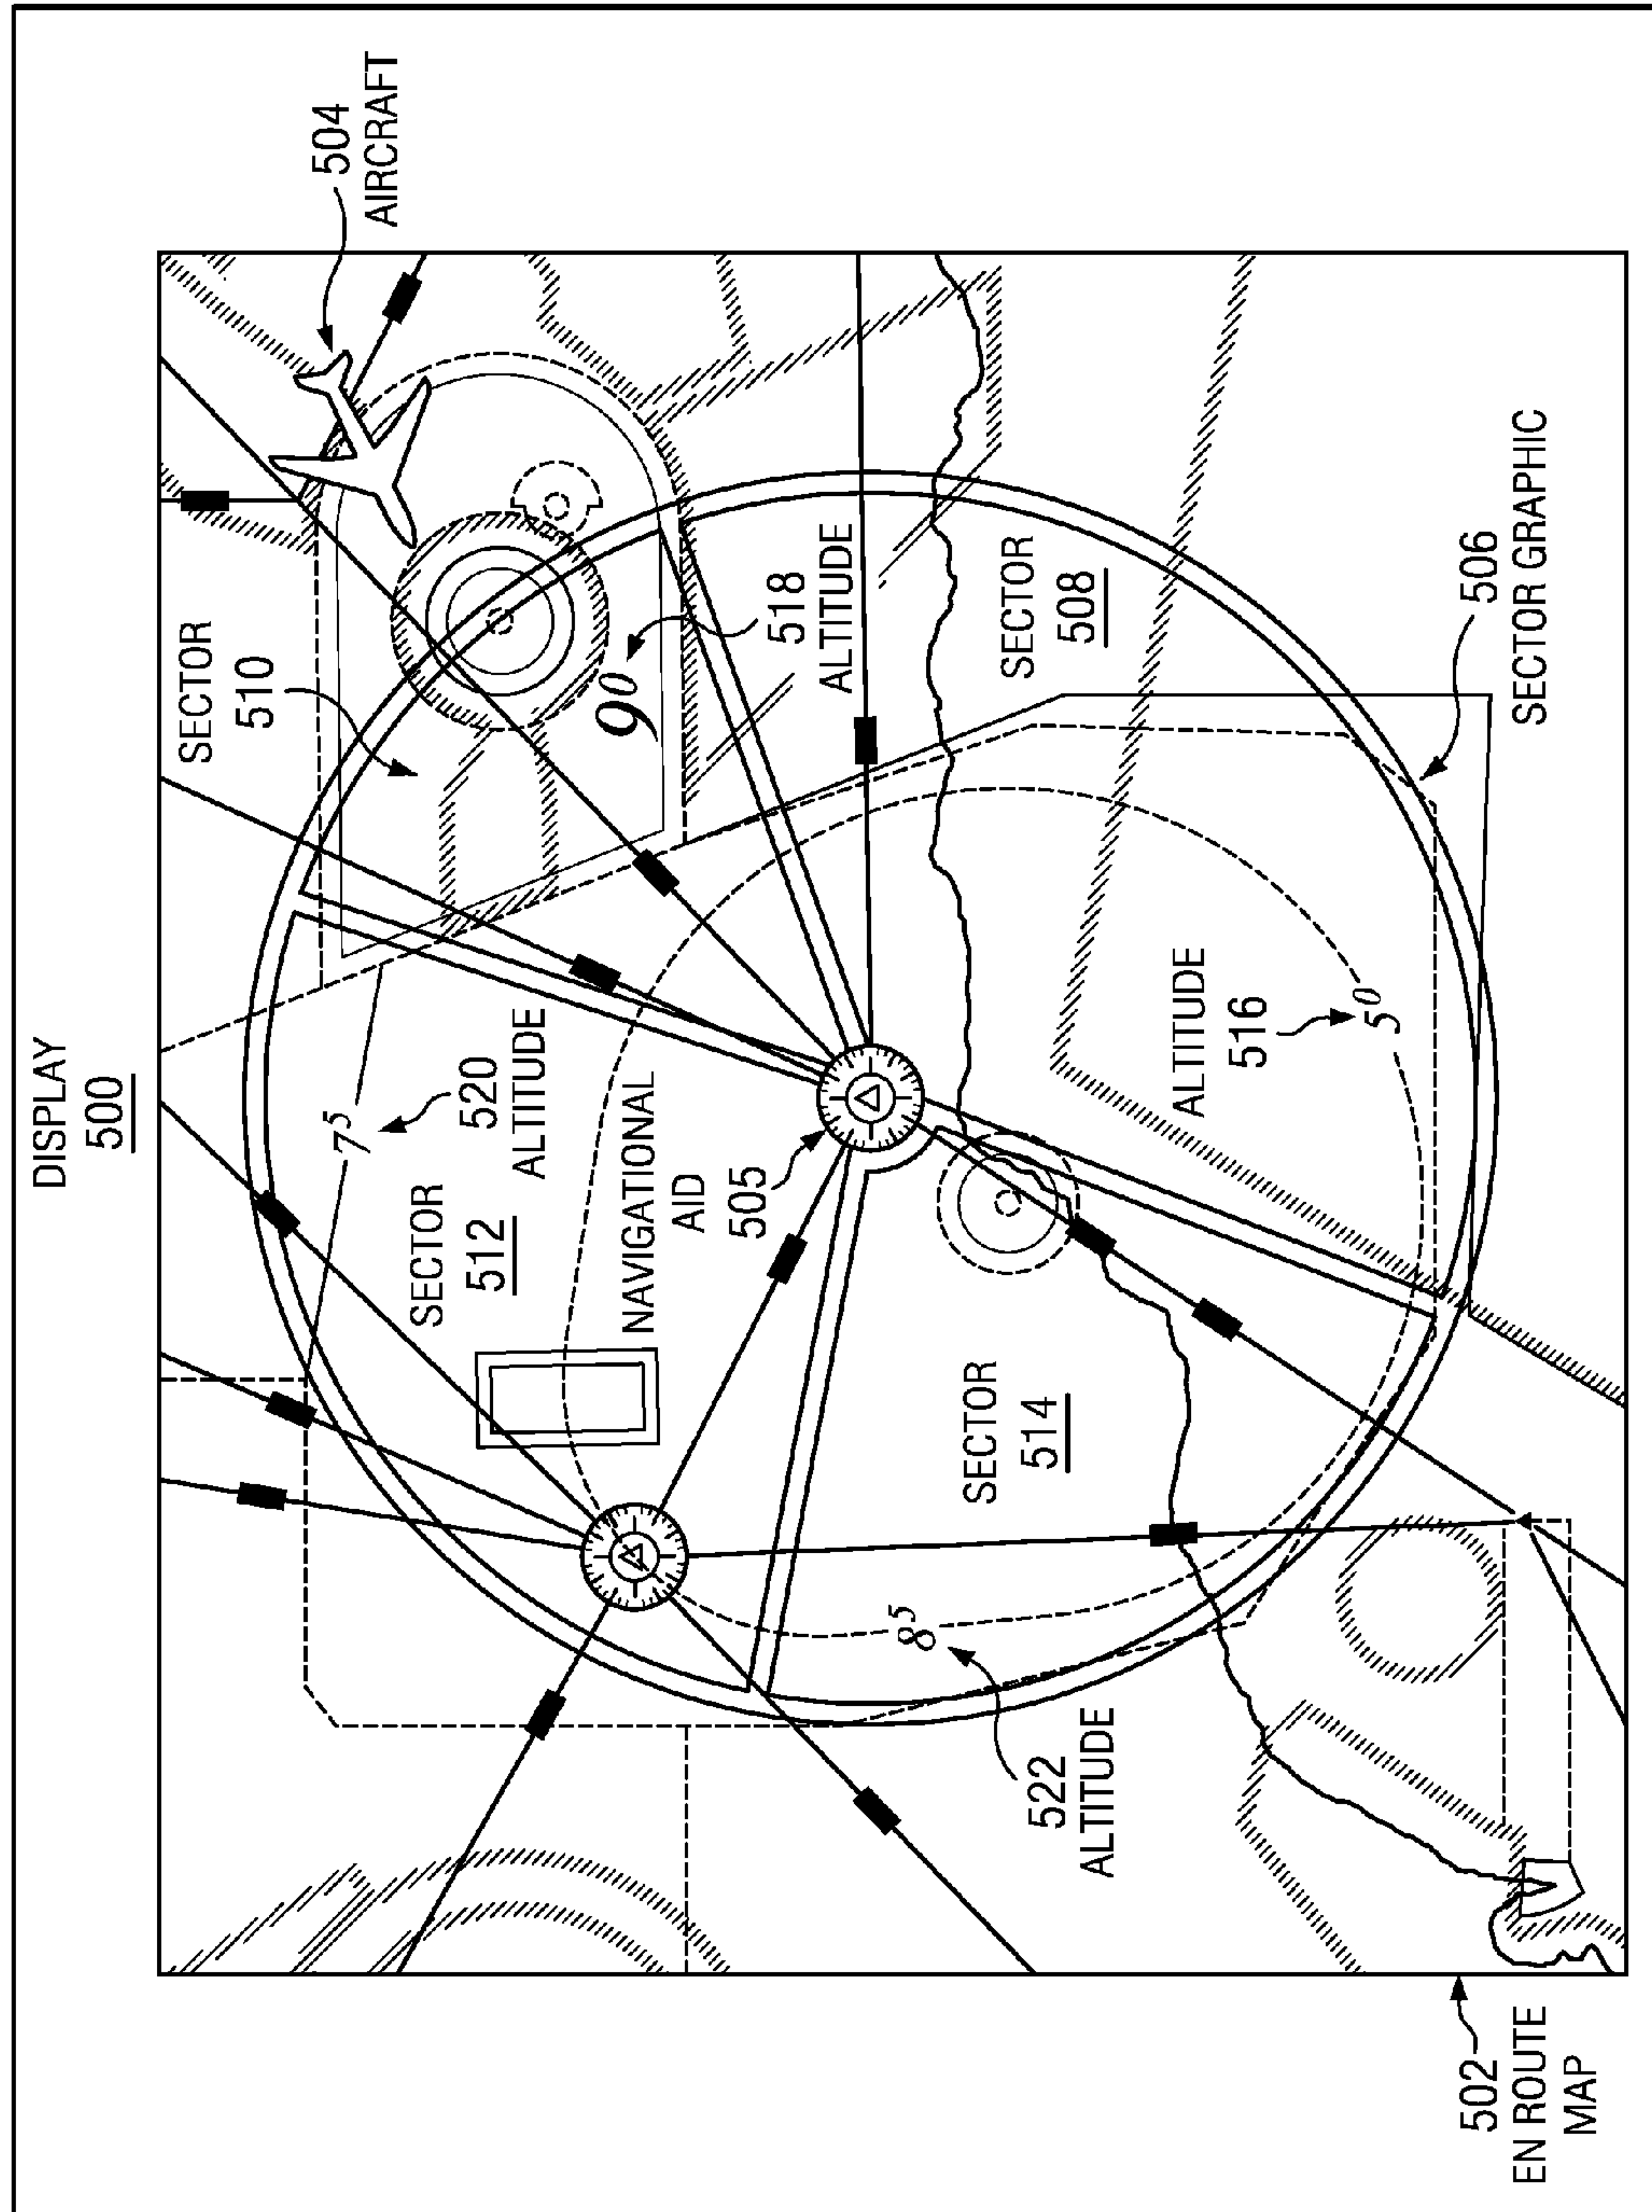 DISPLAY
500
504
AIRCRAFT
SECTOR
510
7⁵
520
ALTITUDE
SECTOR
512
9⁰
518
ALTITUDE
NAVIGATIONAL
AID
505
SECTOR
508
SECTOR
514
ALTITUDE
516
5⁰
8⁵
522
ALTITUDE
506
SECTOR GRAPHIC
502
EN ROUTE
MAP